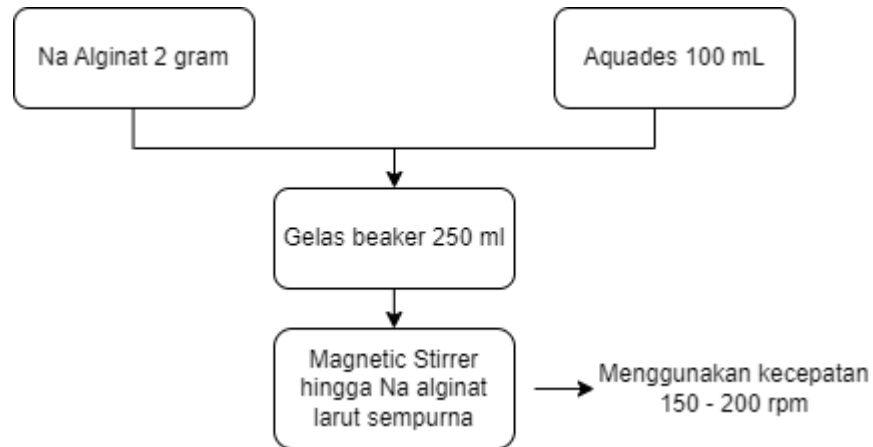 Na Alginat 2 gram
Aquades 100 mL
Gelas beaker 250 ml
Magnetic Stirrer
hingga Na alginat
larut sempurna
Menggunakan kecepatan
150 - 200 rpm